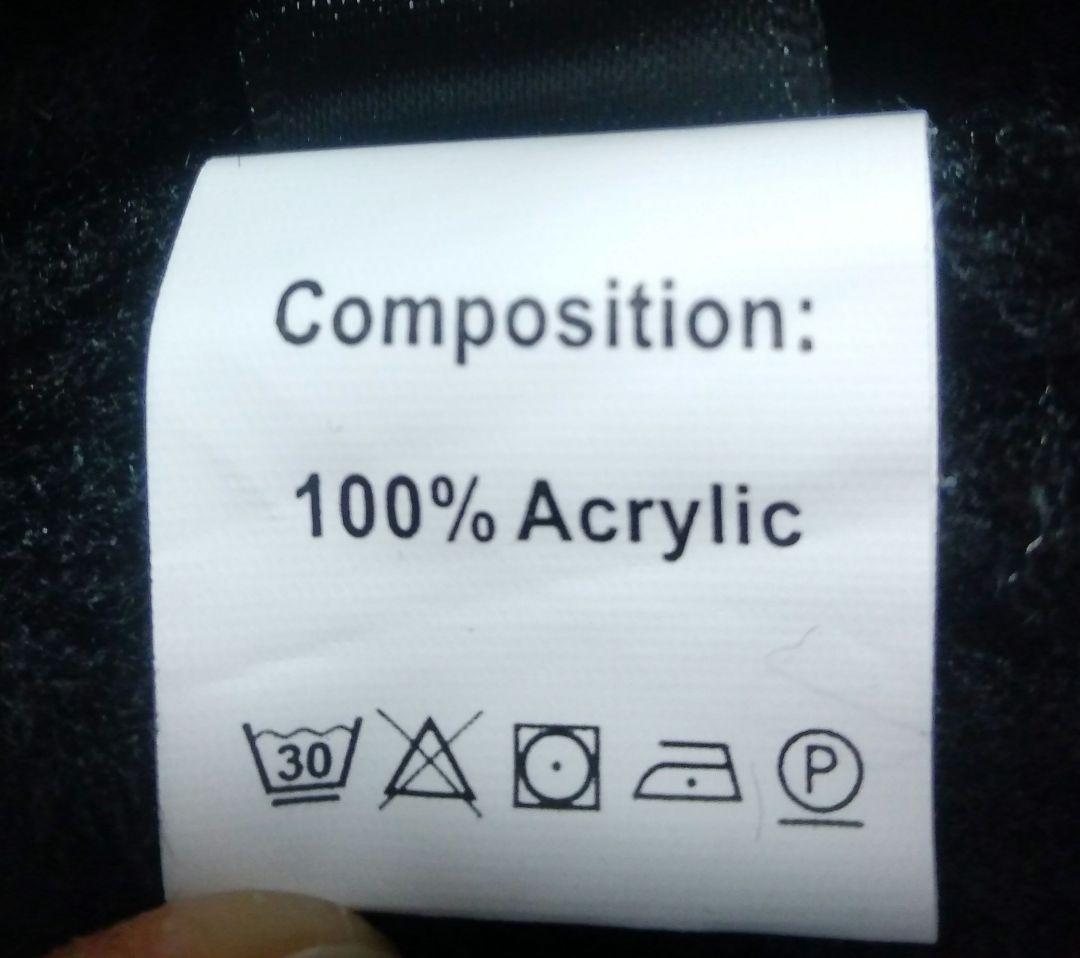 Composition:
100% Acrylic
30 P